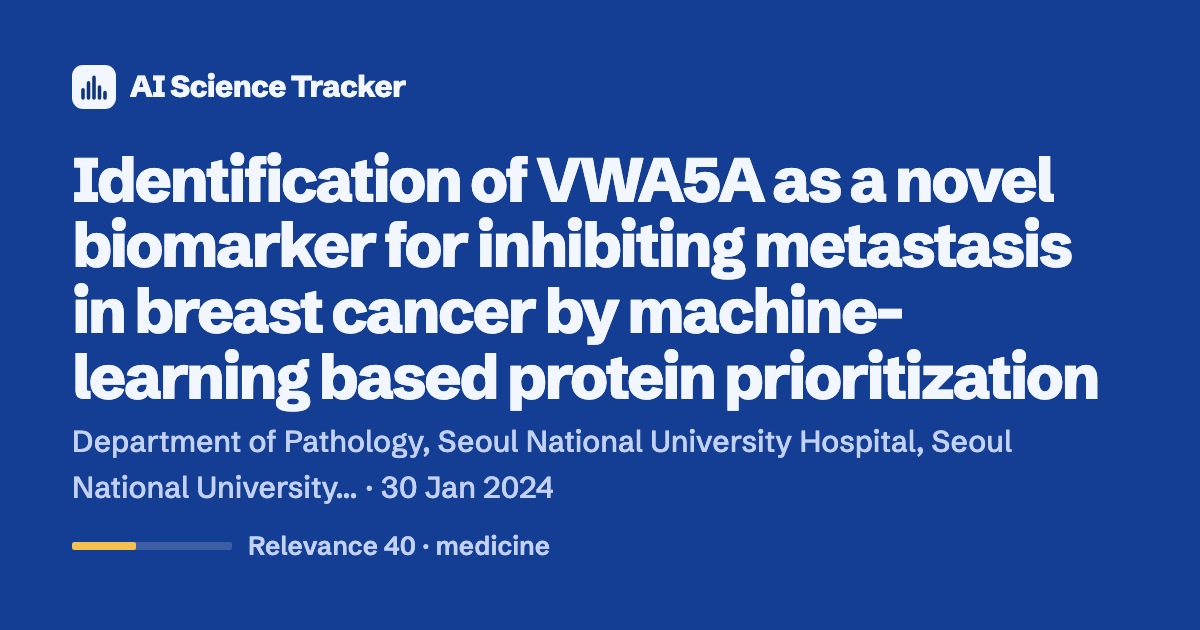 AI Science Tracker
Identification of VWA5A as a novel
biomarker for inhibiting metastasis
in breast cancer by machine-
learning based protein prioritization
Department of Pathology, Seoul National University Hospital, Seoul
National University... · 30 Jan 2024
Relevance 40 · medicine